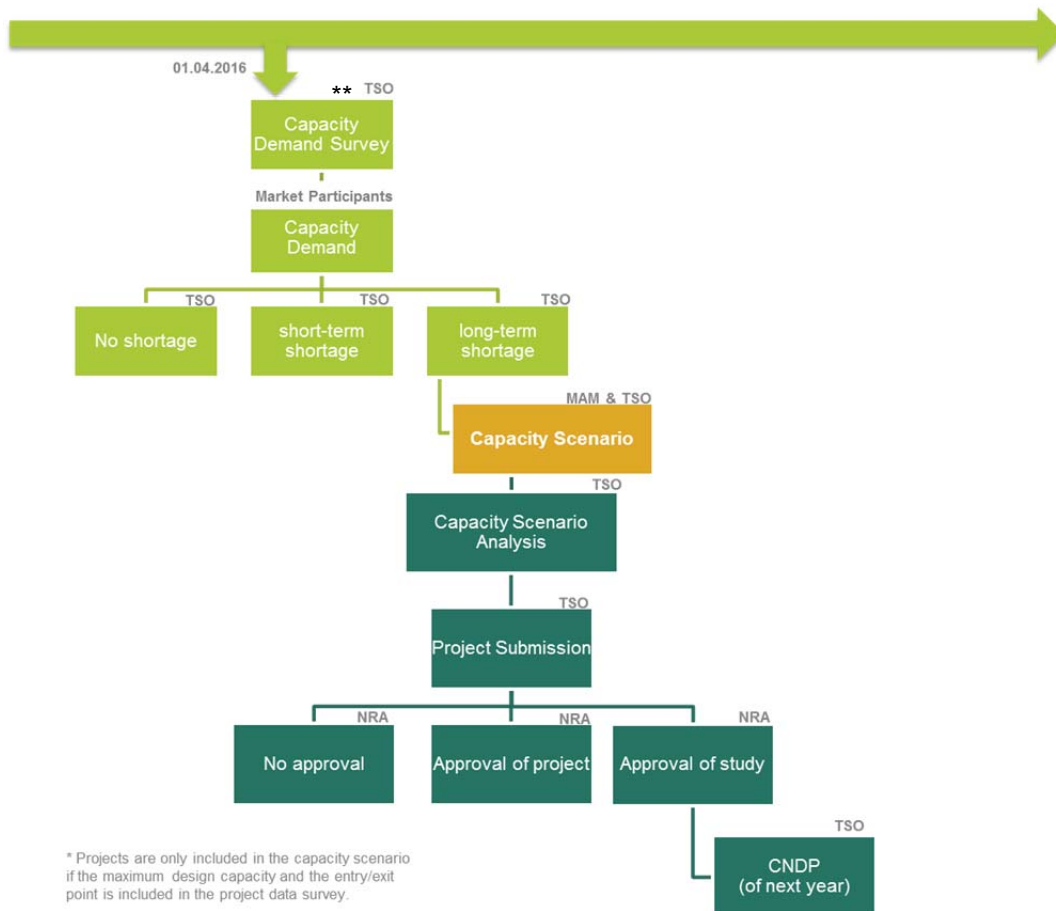 01.04.2016
** TSO
Capacity
Demand Survey
Market Participants
Capacity
Demand
TSO
TSO
TSO
No shortage
short-term
shortage
long-term
shortage
MAM & TSO
Capacity Scenario
TSO
Capacity Scenario
Analysis
TSO
Project Submission
NRA
NRA
NRA
No approval
Approval of project
Approval of study
TSO
CNDP
(of next year)
* Projects are only included in the capacity scenario
if the maximum design capacity and the entry/exit
point is included in the project data survey.